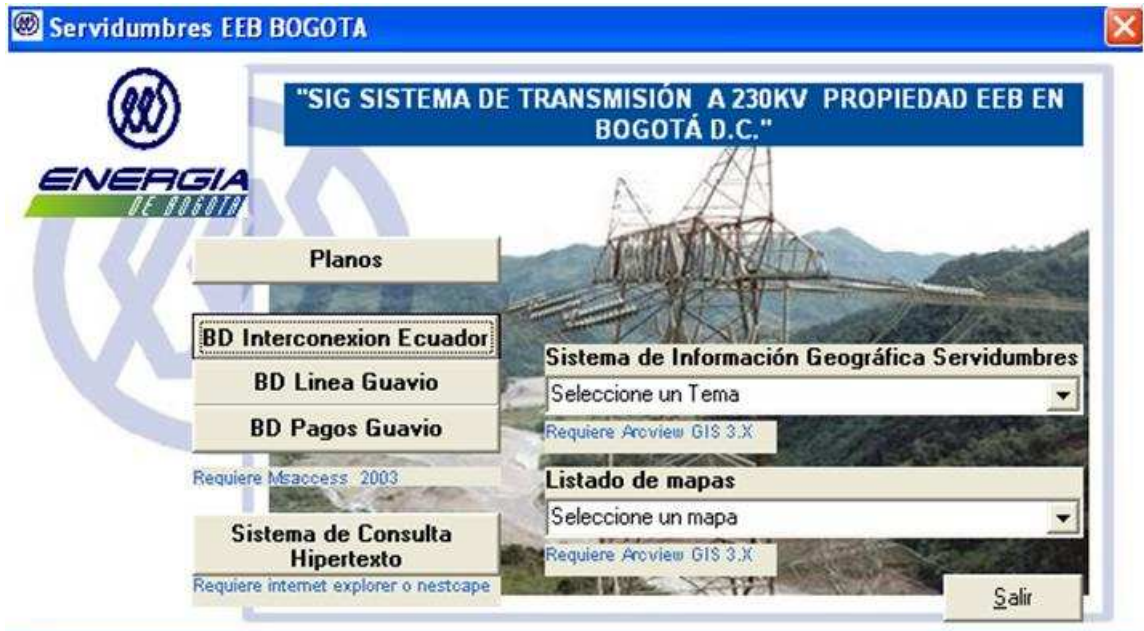 Servidumbres EEB BOGOTA
"SIG SISTEMA DE TRANSMISIÓN A 230KV PROPIEDAD EEB EN
BOGOTÁ D.C."
ENERGIA
DE BOGOTA
Planos
BD Interconexion Ecuador
BD Linea Guavio
BD Pagos Guavio
Requiere Msaccess 2003
Sistema de Consulta
Hipertexto
Requiere internet explorer o nestcape
Sistema de Información Geográfica Servidumbres
Seleccione un Tema
Requiere Arcview GIS 3.X
Listado de mapas
Seleccione un mapa
Requiere Arcview GIS 3.X
Salir